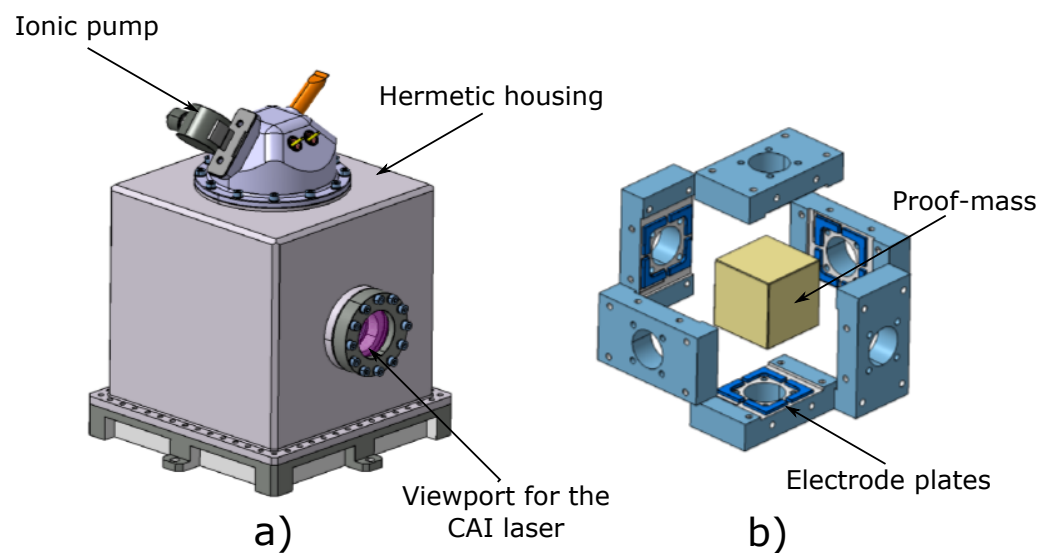 Ionic pump
Hermetic housing
Proof-mass
Electrode plates
Viewport for the
CAI laser
a)
b)